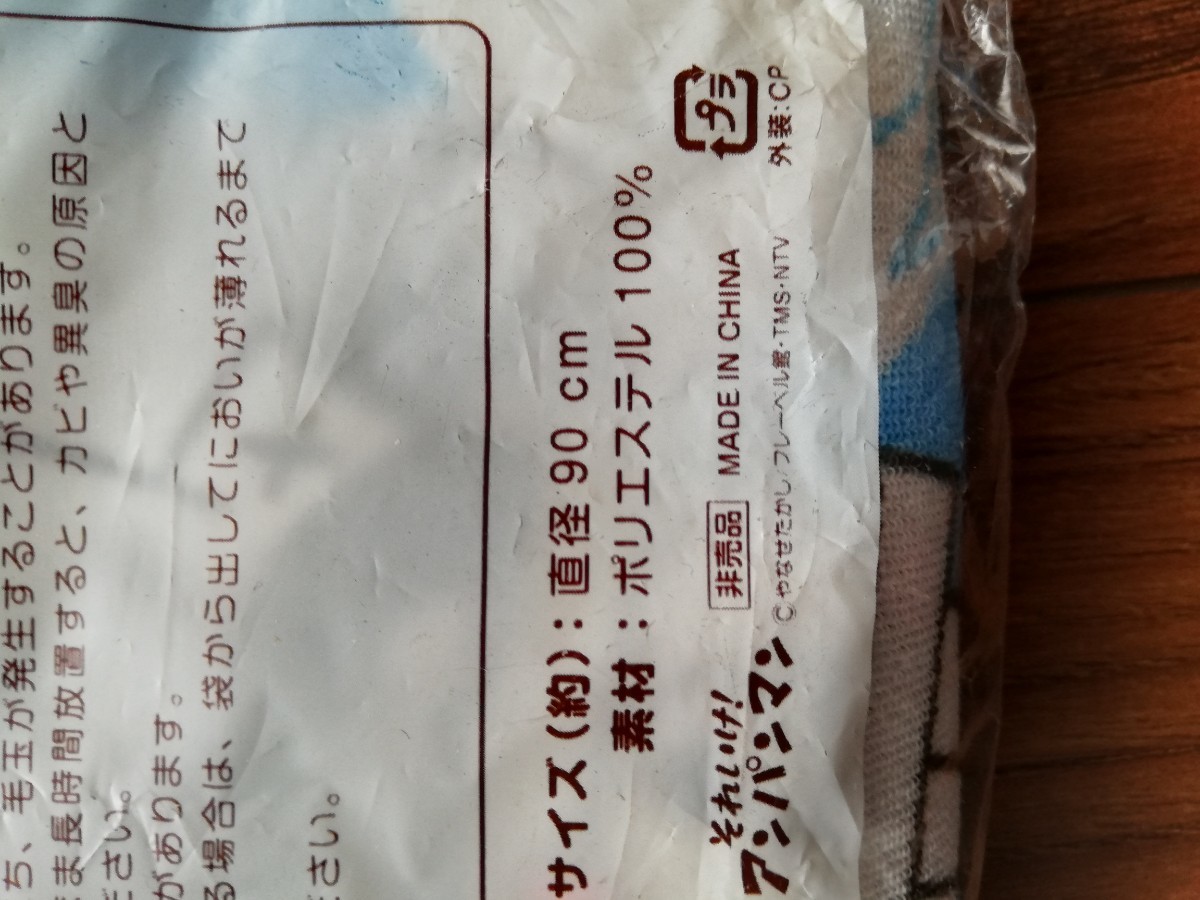 ち、毛玉が発生することがあります。
まま長時間放置すると、カビや異臭の原因と
ださい。
があります。
る場合は、袋から出してにおいが薄れるまで
ださい。
サイズ(約)：直径 90 cm
素材：ポリエステル 100%
それいけ!
アンパンマン
非売品 MADE IN CHINA
©やなせたかし/フレーベル館・TMS・NTV
プラ
外装:CP